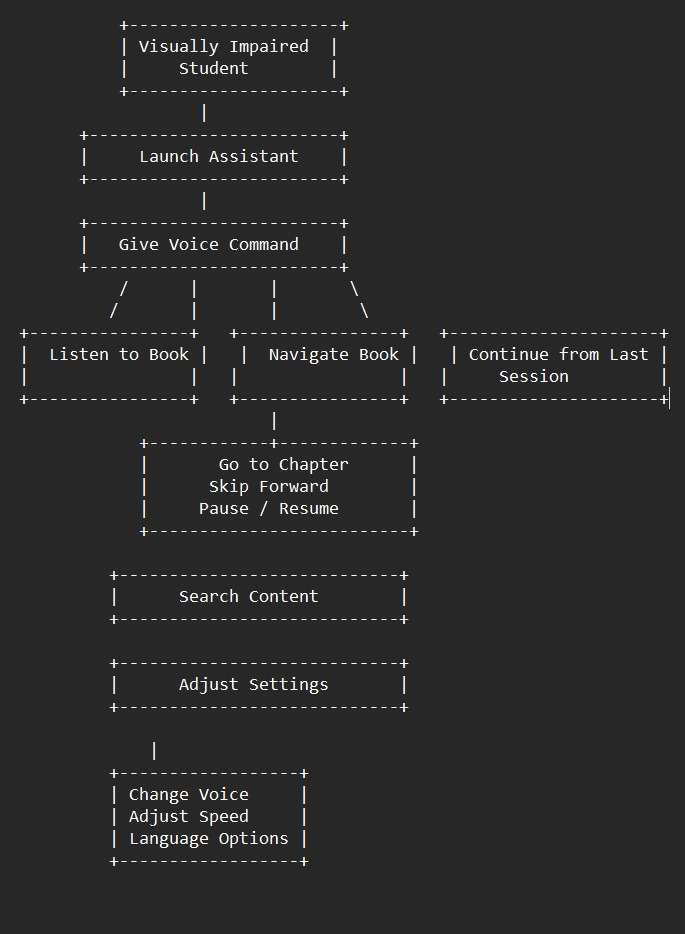 Visually Impaired
Student
Launch Assistant
Give Voice Command
Listen to Book
Navigate Book
Continue from Last
Session
Go to Chapter
Skip Forward
Pause / Resume
Search Content
Adjust Settings
Change Voice
Adjust Speed
Language Options